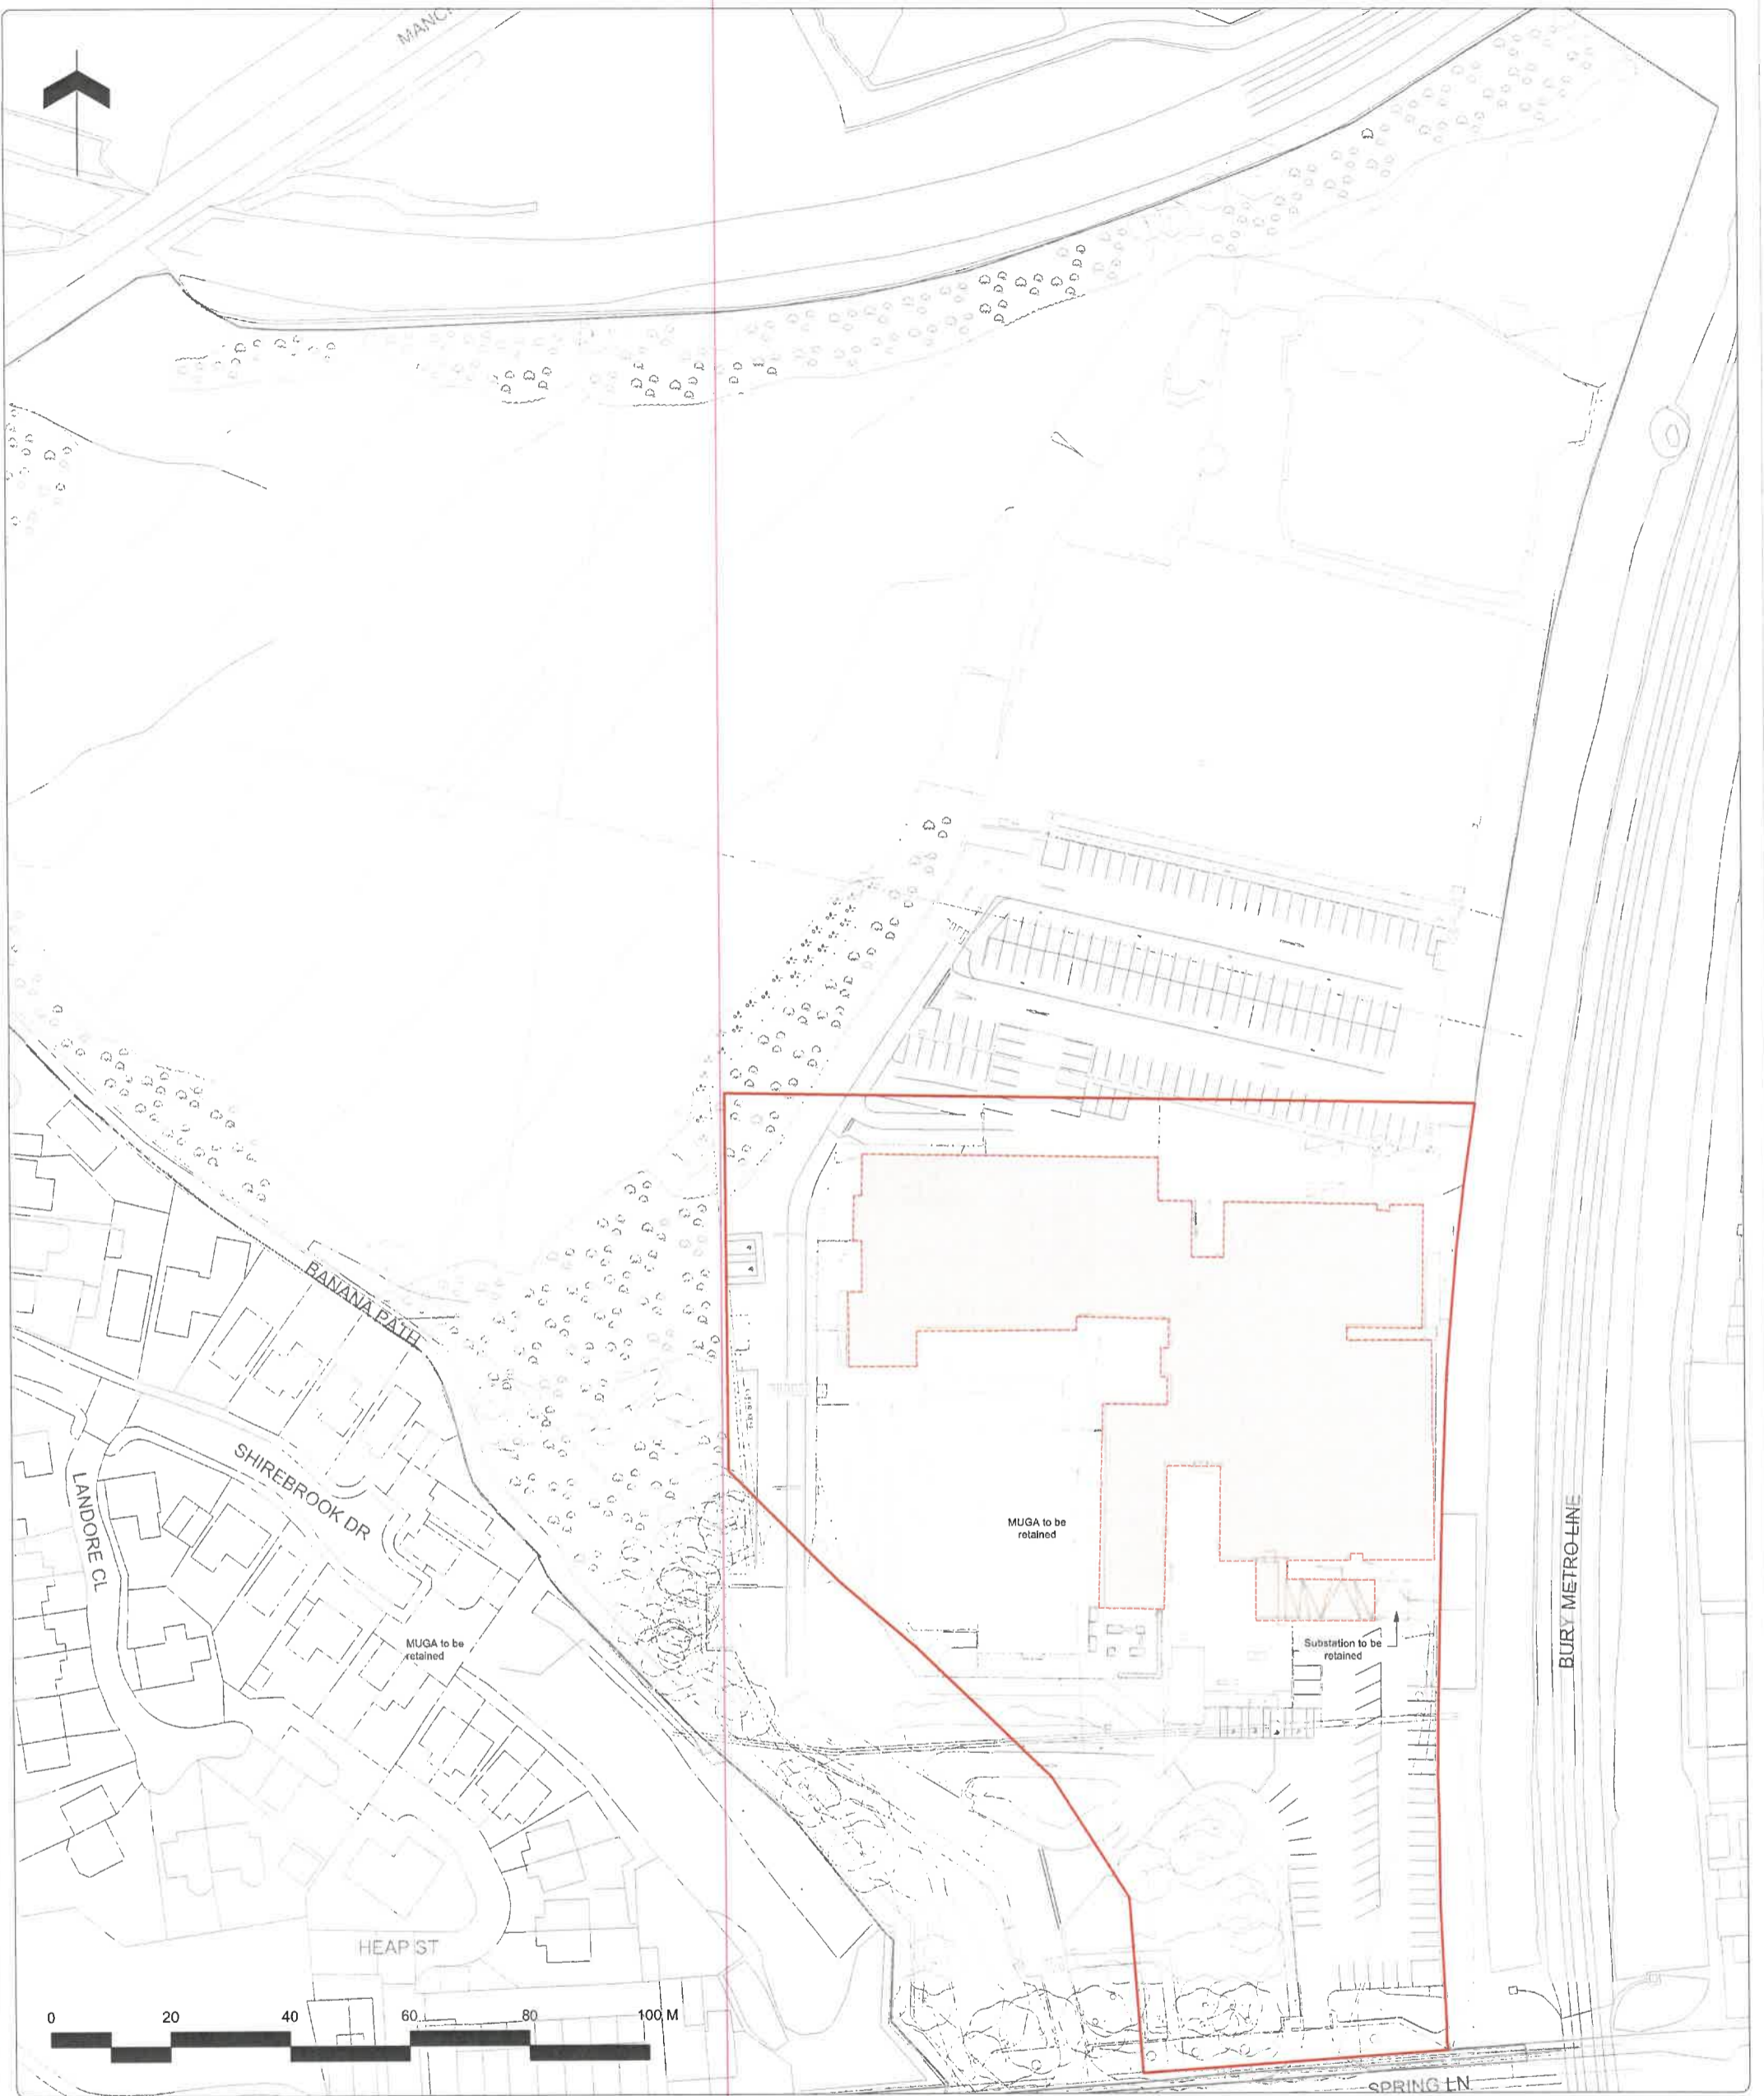 MANC
BANANA PATH
SHIREBROOK DR
LANDORE CL
MUGA to be
retained
MUGA to be
retained
Substation to be
retained
BURY METRO LINE
HEAP ST
0 20 40 60 80 100 M
SPRING LN